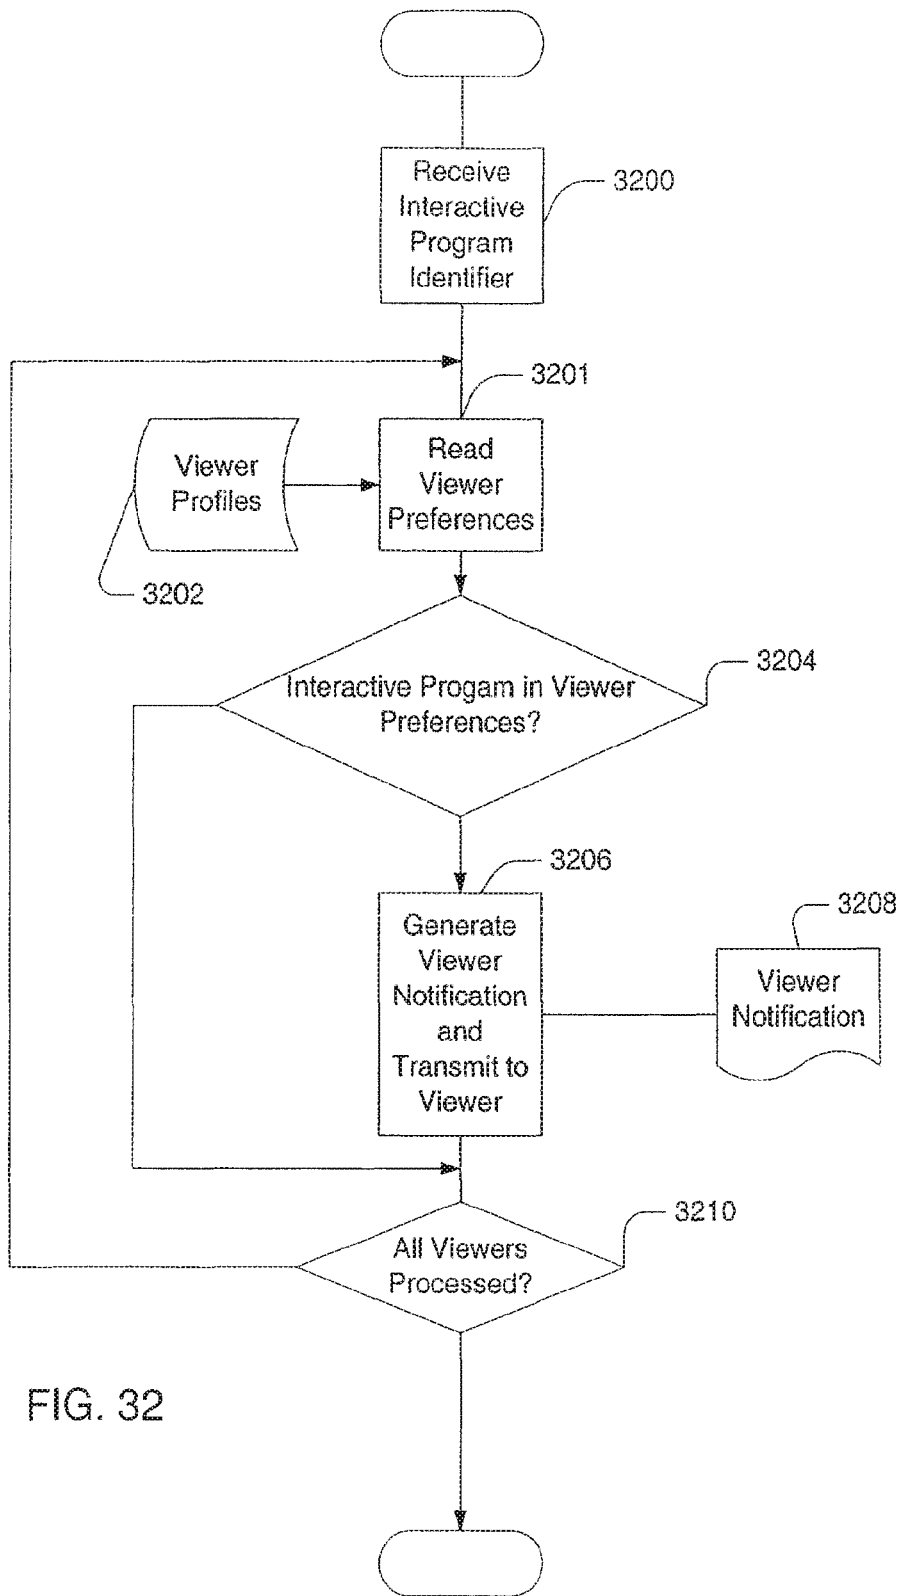 Receive
Interactive
Program
Identifier
3200
3201
Viewer
Profiles
Read
Viewer
Preferences
3202
3204
Interactive Progam in Viewer
Preferences?
3206
Generate
Viewer
Notification
and
Transmit to
Viewer
3208
Viewer
Notification
3210
All Viewers
Processed?
FIG. 32